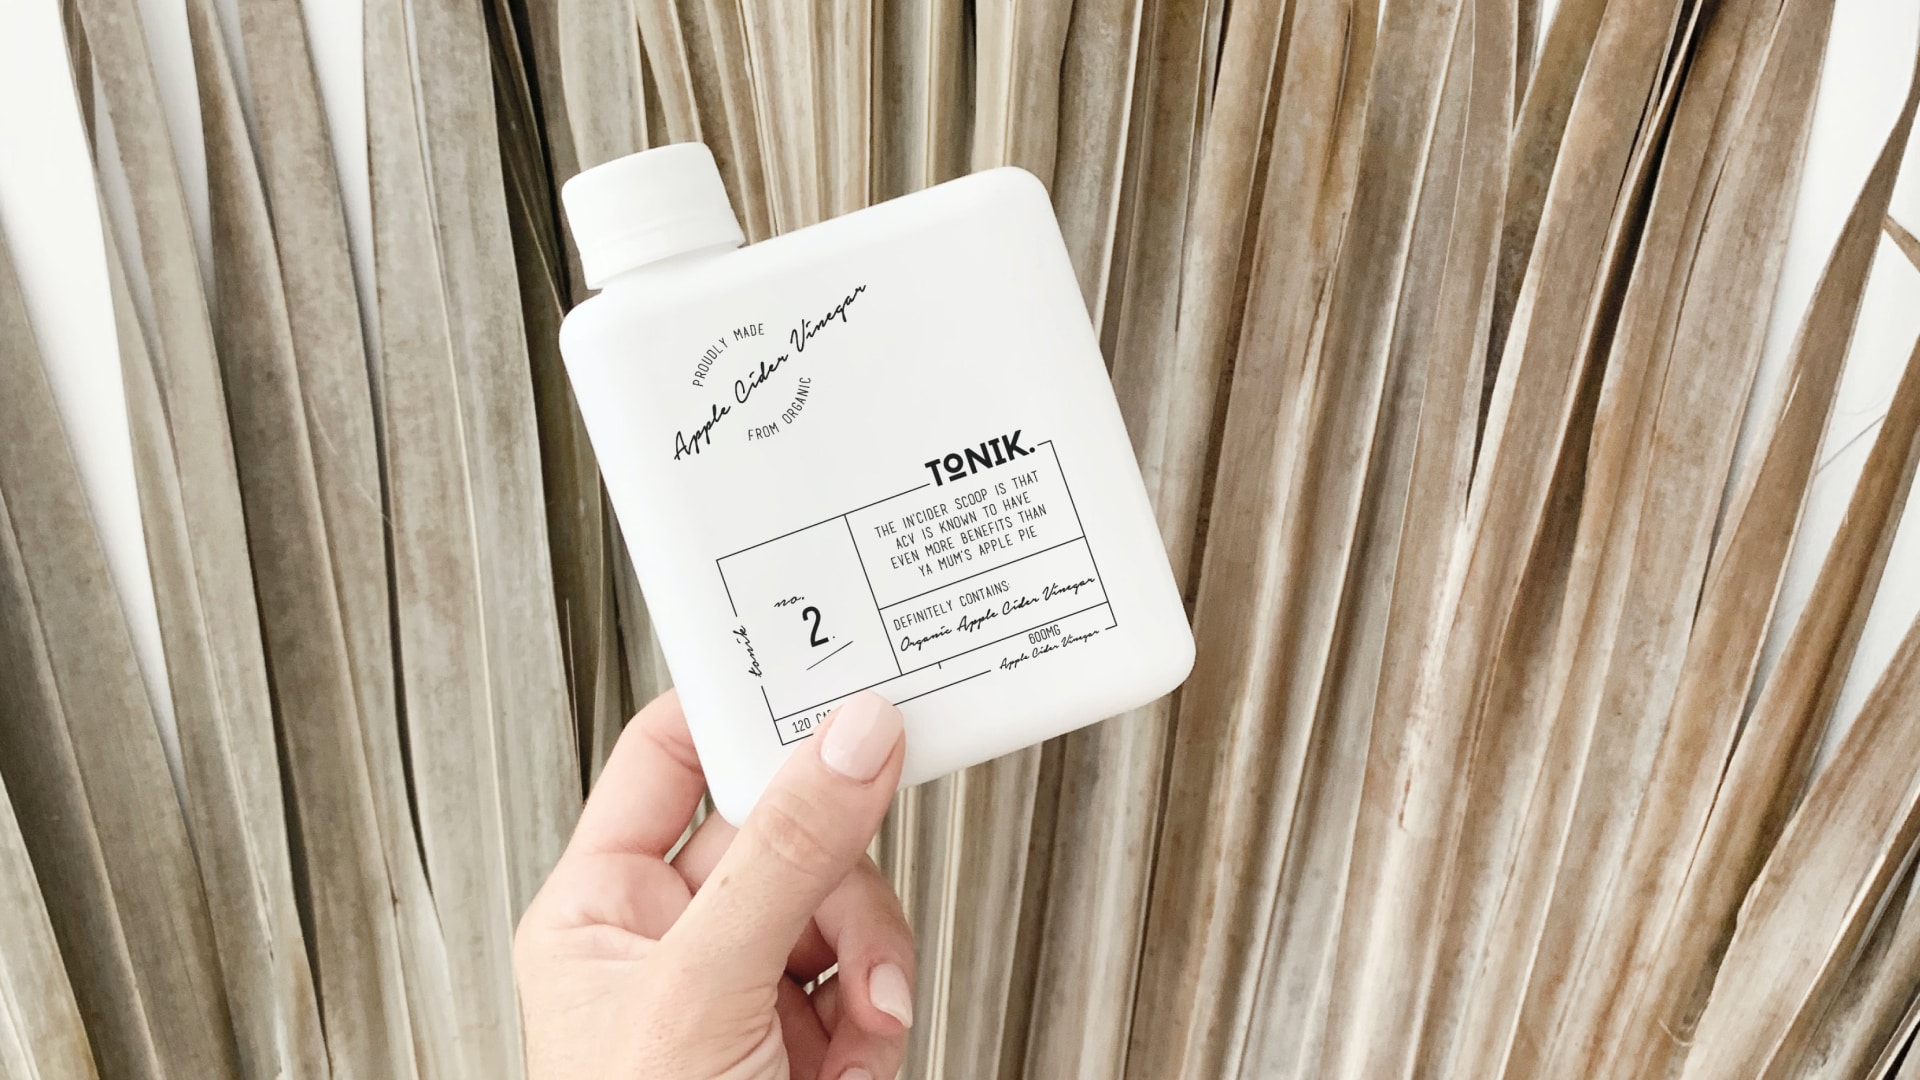 PROUDLY MADE
Apple Cider Vinegar
FROM ORGANIC
TONIK.
THE IN'CIDER SCOOP IS THAT
ACV IS KNOWN TO HAVE
EVEN MORE BENEFITS THAN
YA MUM'S APPLE PIE
no.
2.
tonik
DEFINITELY CONTAINS:
Organic Apple Cider Vinegar
600MG
Apple Cider Vinegar
120